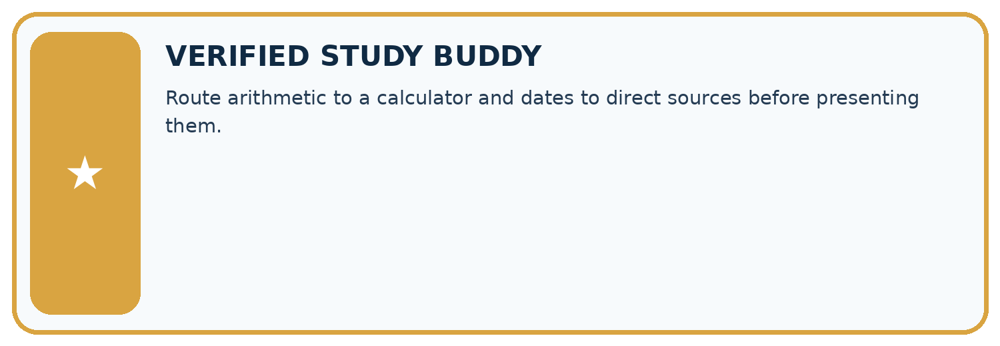 VERIFIED STUDY BUDDY
Route arithmetic to a calculator and dates to direct sources before presenting
them.